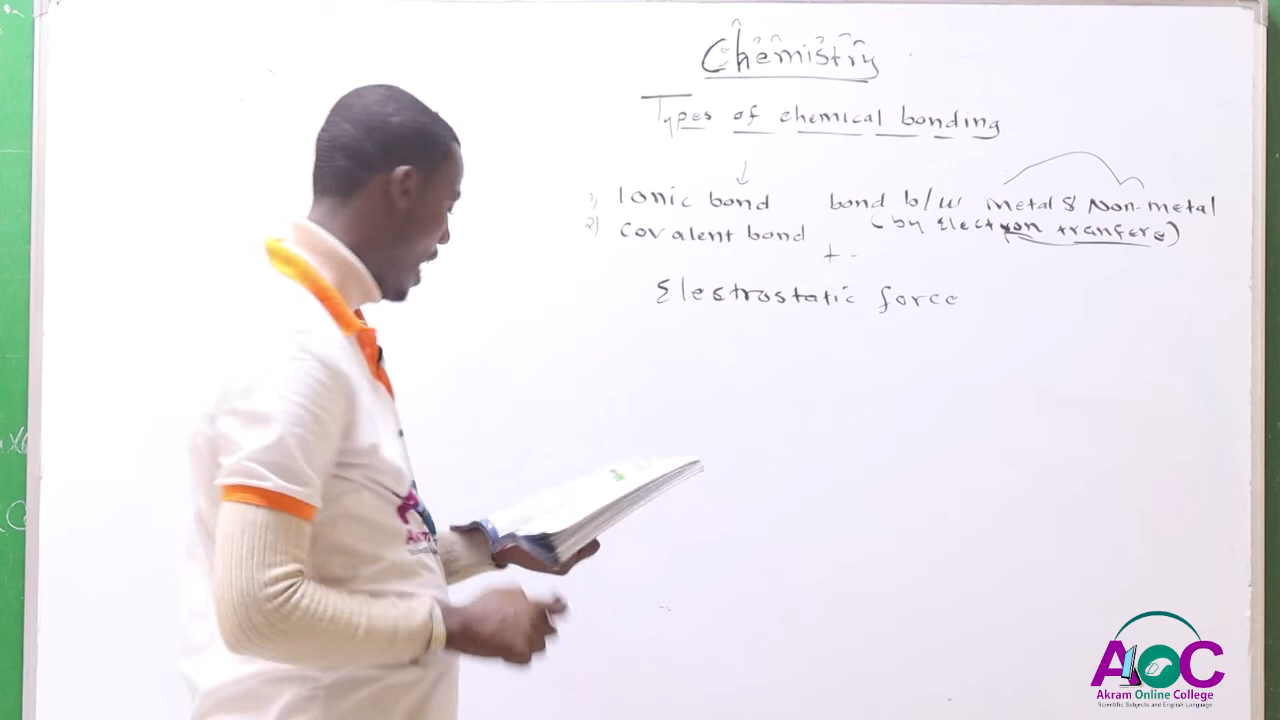 Chemistry
Types of chemical bonding
1) Ionic bond bond b/w metal & Non-metal
2) covalent bond (by Electron tranfere)
+ -
Electrostatic force
AOC
Akram Online College
Scientific Subjects and English Language